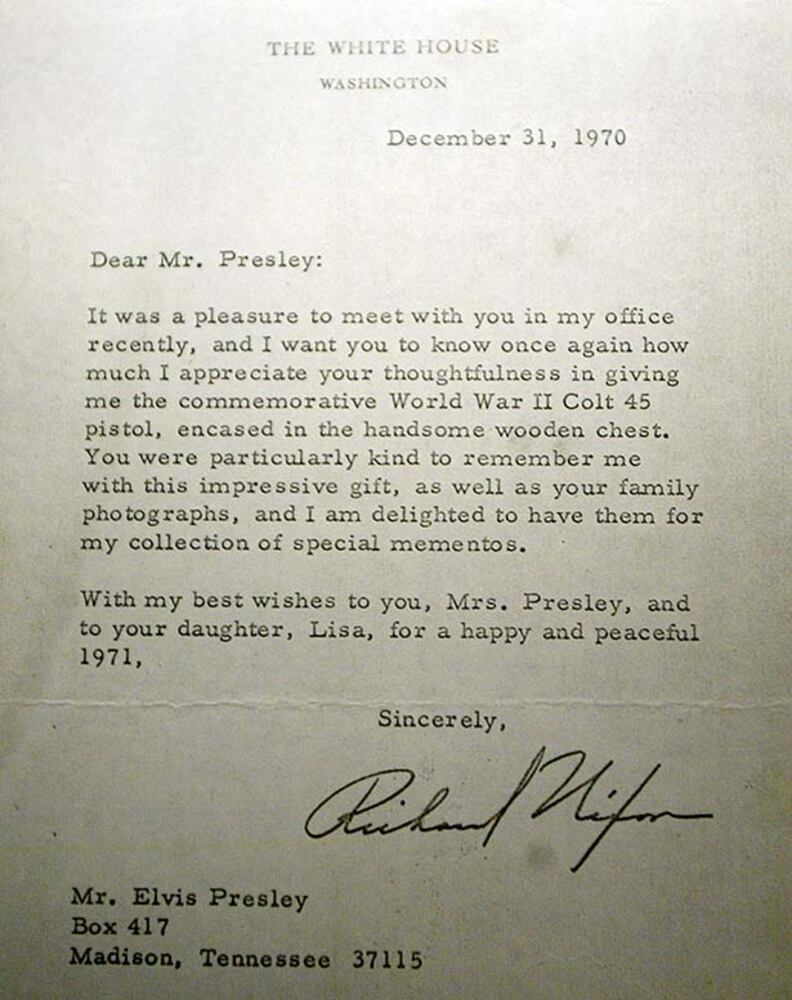 THE WHITE HOUSE
WASHINGTON
December 31, 1970
Dear Mr. Presley:
It was a pleasure to meet with you in my office
recently, and I want you to know once again how
much I appreciate your thoughtfulness in giving
me the commemorative World War II Colt 45
pistol, encased in the handsome wooden chest.
You were particularly kind to remember me
with this impressive gift, as well as your family
photographs, and I am delighted to have them for
my collection of special mementos.
With my best wishes to you, Mrs. Presley, and
to your daughter, Lisa, for a happy and peaceful
1971,
Sincerely,
Richard Nixon
Mr. Elvis Presley
Box 417
Madison, Tennessee 37115